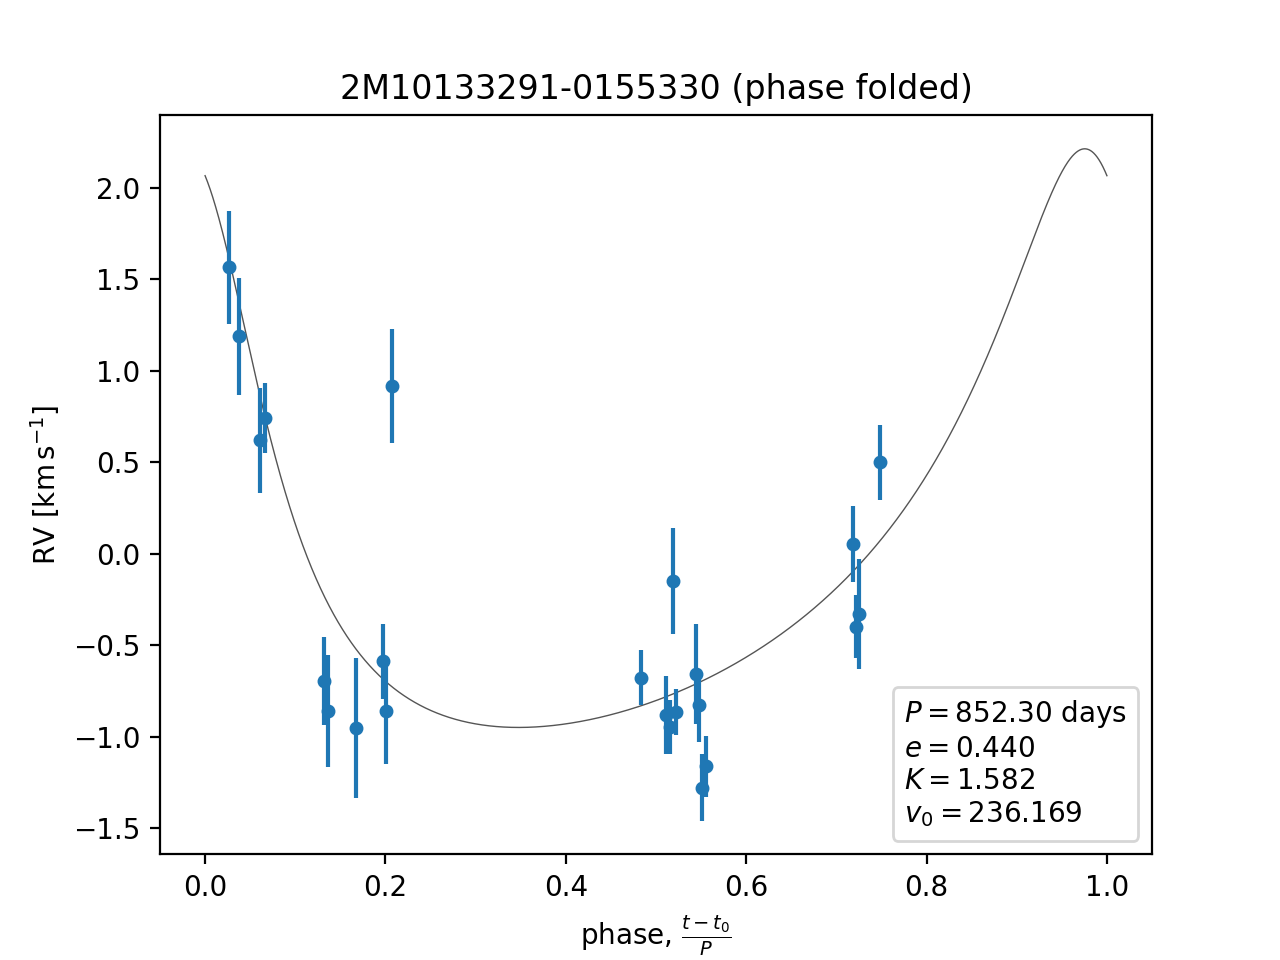 2M10133291-0155330 (phase folded)
RV [km s⁻¹]
2.0
1.5
1.0
0.5
0.0
−0.5
−1.0
−1.5
P = 852.30 days
e = 0.440
K = 1.582
v₀ = 236.169
0.0 0.2 0.4 0.6 0.8 1.0
phase, (t − t₀)/P